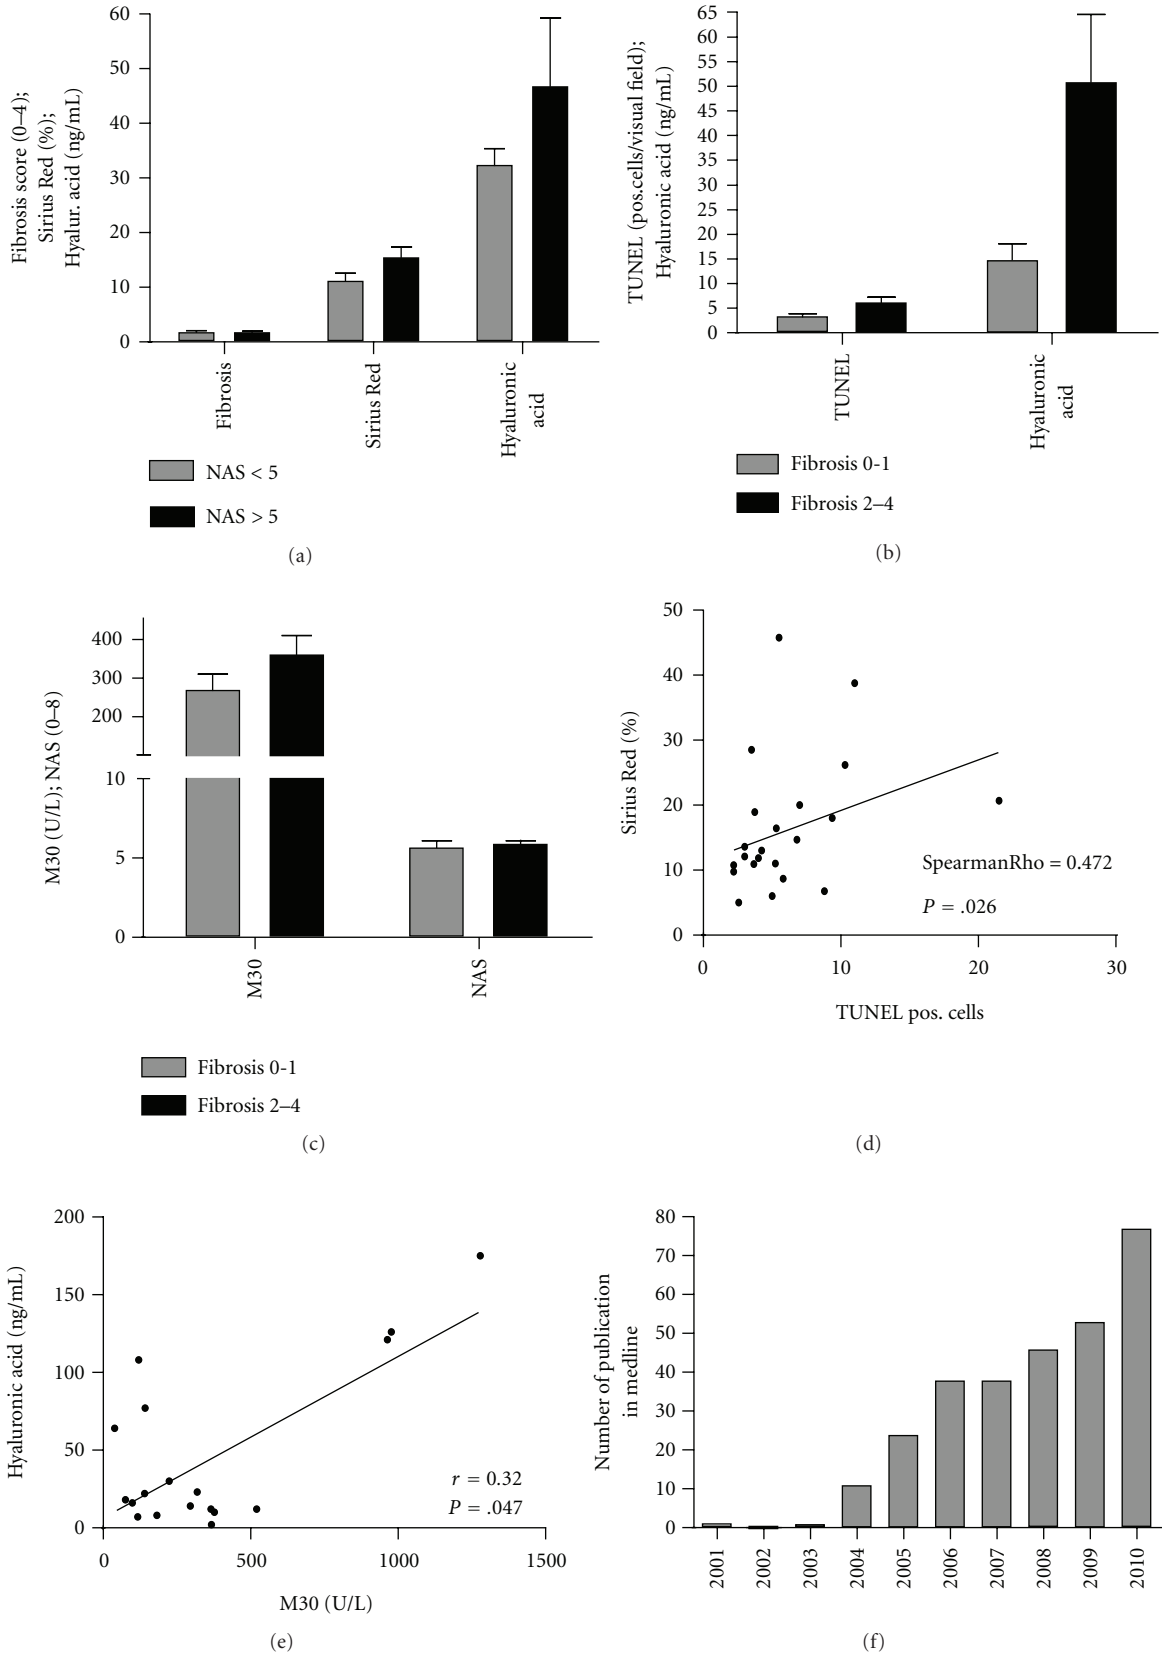 60
50
40
30
20
10
0
Fibrosis score (0–4);
Sirius Red (%);
Hyalur. acid (ng/mL)
Fibrosis
Sirius Red
Hyaluronic
acid
NAS < 5
NAS > 5
(a)
65
60
55
50
45
40
35
30
25
20
15
10
5
0
TUNEL (pos.cells/visual field);
Hyaluronic acid (ng/mL)
TUNEL
Hyaluronic
acid
Fibrosis 0-1
Fibrosis 2–4
(b)
400
300
200
10
5
0
M30 (U/L); NAS (0–8)
M30
NAS
Fibrosis 0-1
Fibrosis 2–4
(c)
50
40
30
20
10
0
Sirius Red (%)
SpearmanRho = 0.472
P = .026
0 10 20 30
TUNEL pos. cells
(d)
200
150
100
50
0
Hyaluronic acid (ng/mL)
r = 0.32
P = .047
0 500 1000 1500
M30 (U/L)
(e)
80
70
60
50
40
30
20
10
0
Number of publication
in medline
2001 2002 2003 2004 2005 2006 2007 2008 2009 2010
(f)